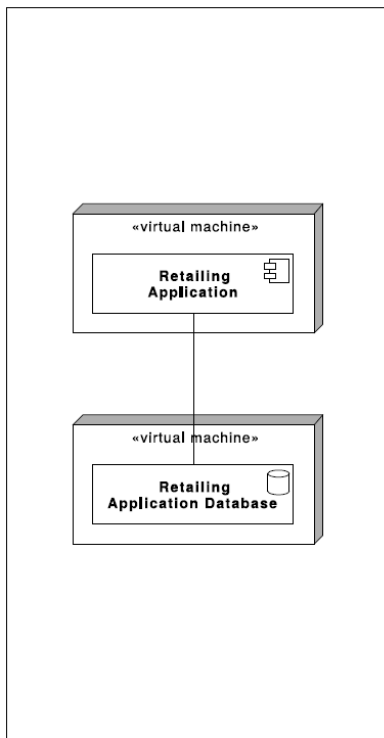 «virtual machine»
Retailing
Application
«virtual machine»
Retailing
Application Database